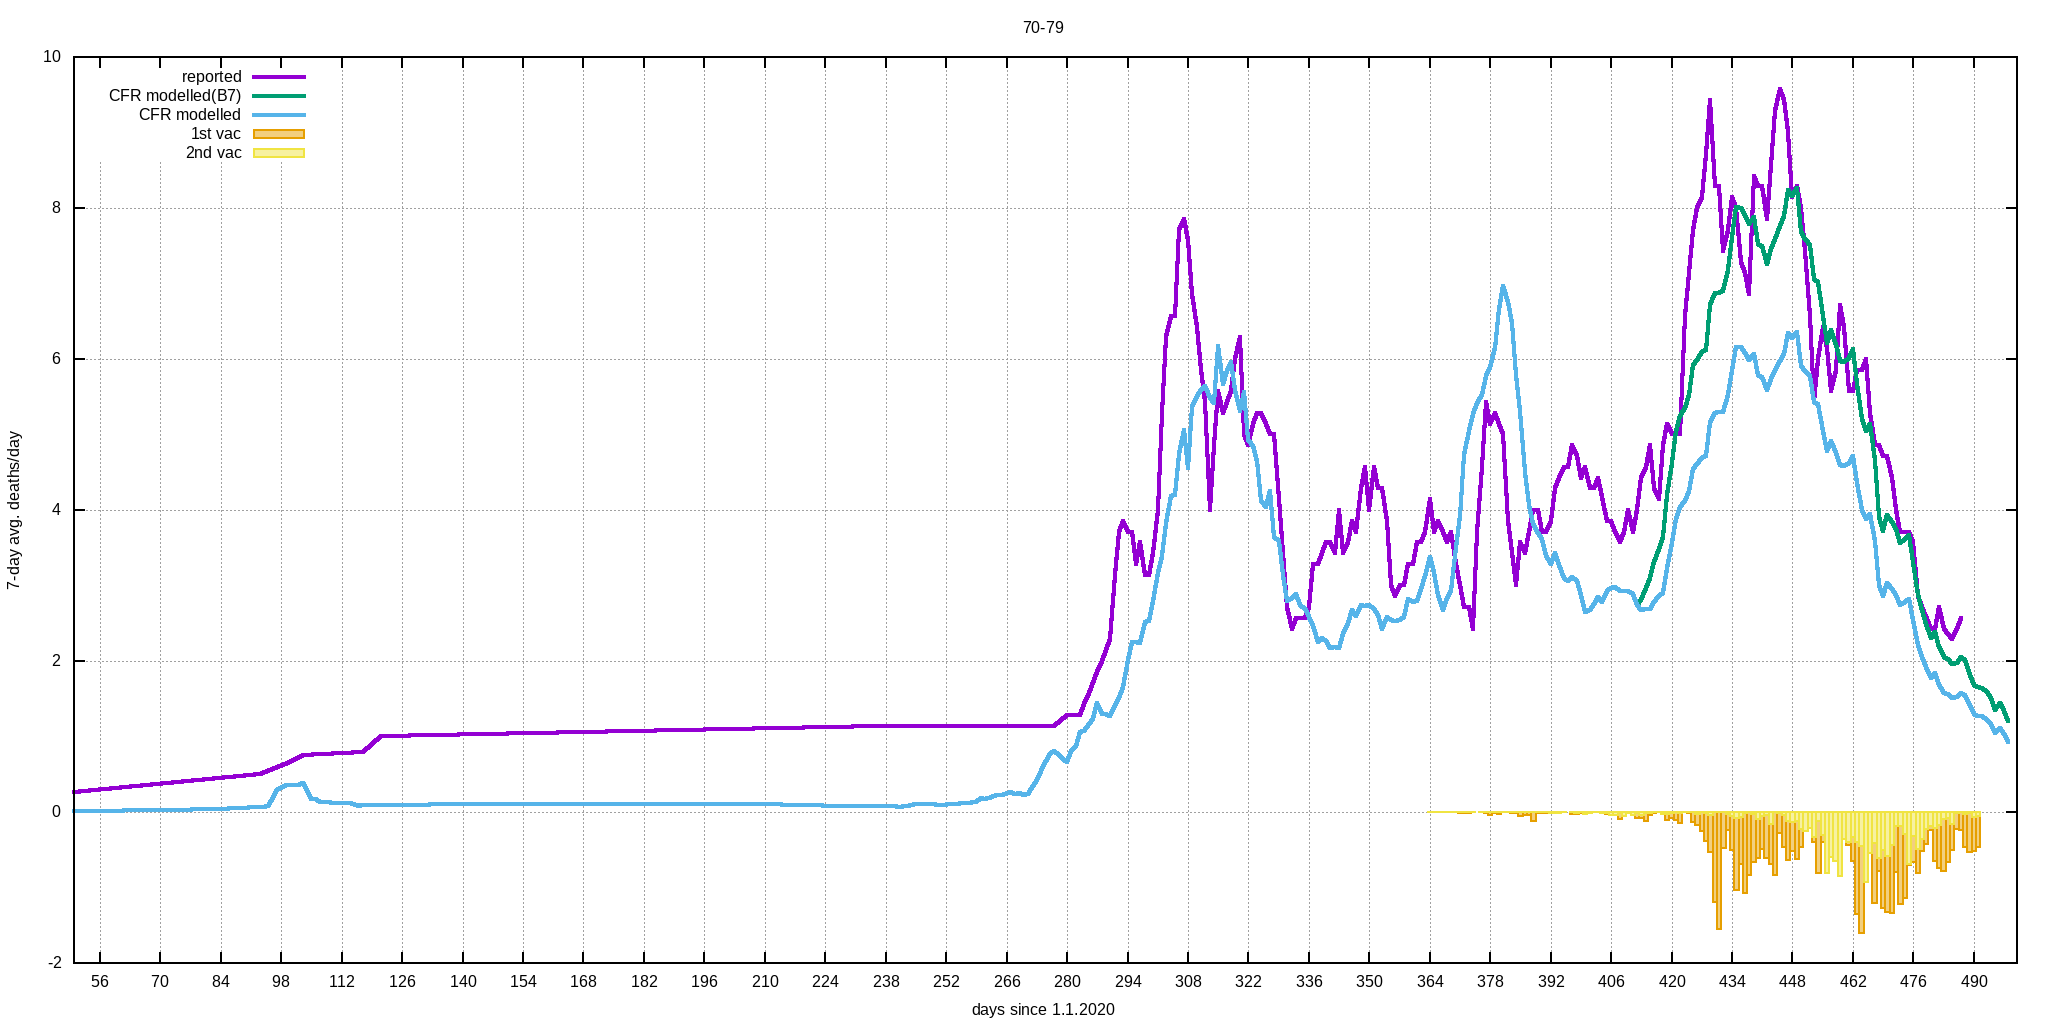 70-79
10
8
6
4
2
0
-2
7-day avg. deaths/day
reported
CFR modelled(B7)
CFR modelled
1st vac
2nd vac
56 70 84 98 112 126 140 154 168 182 196 210 224 238 252 266 280 294 308 322 336 350 364 378 392 406 420 434 448 462 476 490
days since 1.1.2020